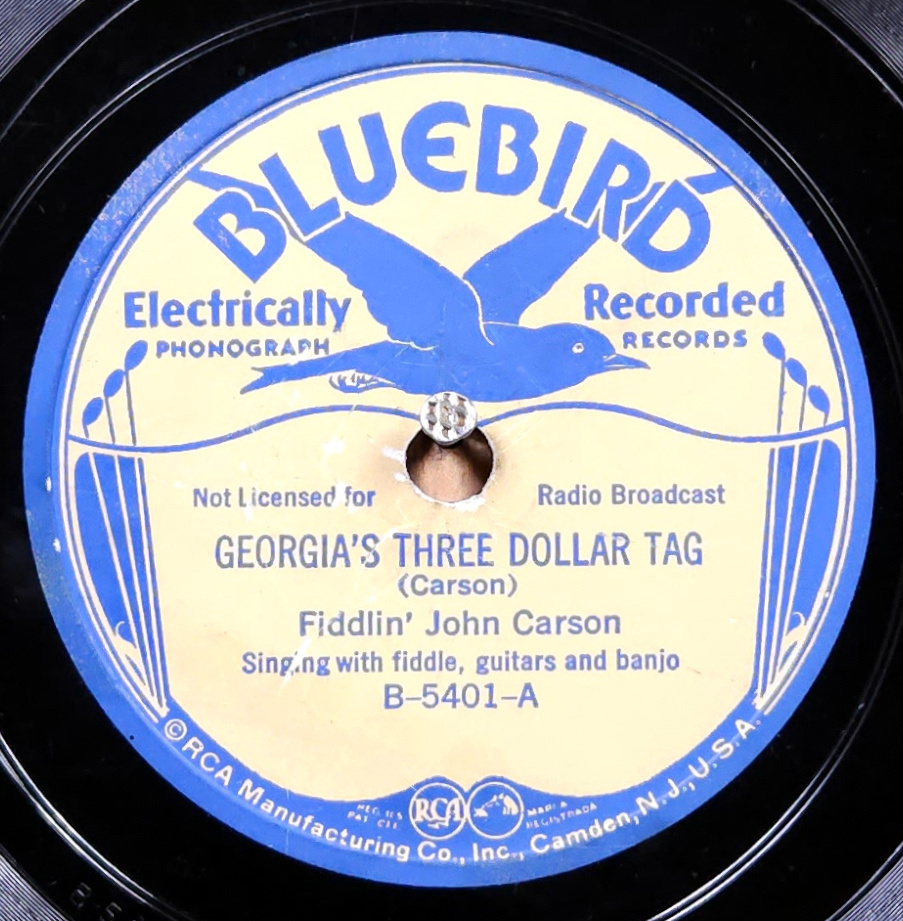 BLUEBIRD
Electrically Recorded
PHONOGRAPH RECORDS
Not Licensed for Radio Broadcast
GEORGIA'S THREE DOLLAR TAG
(Carson)
Fiddlin' John Carson
Singing with fiddle, guitars and banjo
B–5401–A
RCA
REGISTRADA
©RCA Manufacturing Co., Inc., Camden, N.J., U.S.A.